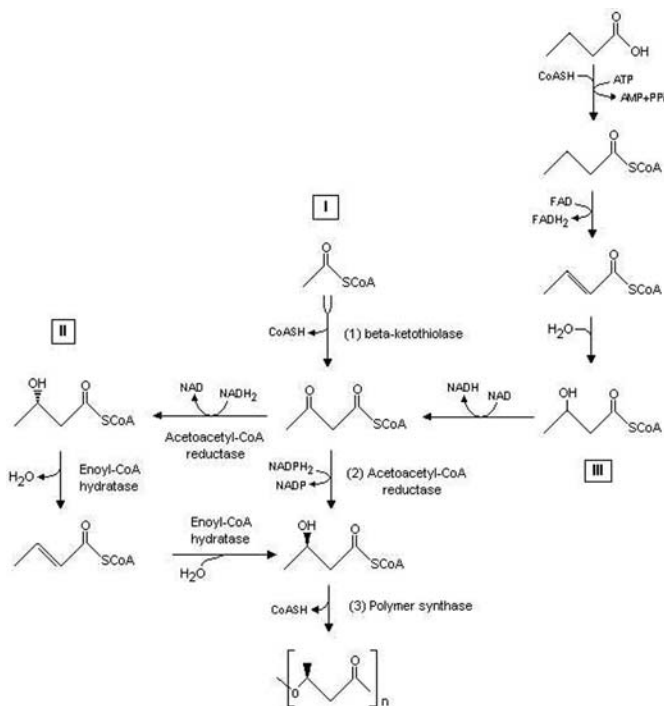 O
OH
CoASH
ATP
AMP+PPi
O
SCoA
FAD
FADH2
O
SCoA
H2O
I
O
SCoA
CoASH
(1) beta-ketothiolase
II
OH
O
SCoA
NAD
NADH2
Acetoacetyl-CoA
reductase
O
O
SCoA
NADH
NAD
OH
O
SCoA
III
H2O
Enoyl-CoA
hydratase
NADPH2
NADP
(2) Acetoacetyl-CoA
reductase
O
SCoA
Enoyl-CoA
hydratase
H2O
OH
O
SCoA
CoASH
(3) Polymer synthase
O
O
n